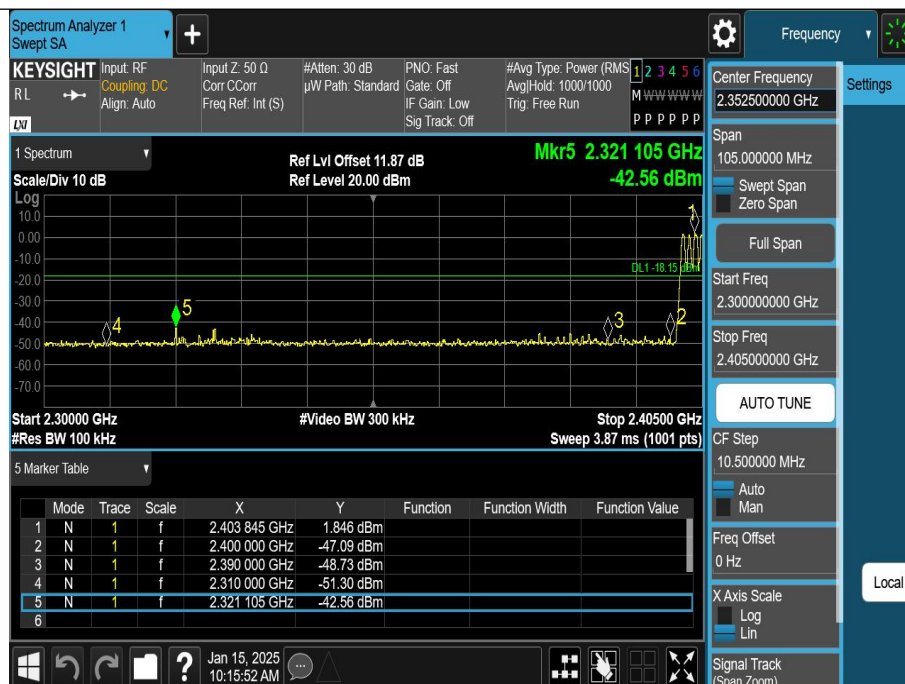 Spectrum Analyzer 1
Swept SA
+
Frequency
KEYSIGHT
RL
LXI
Input: RF
Coupling: DC
Align: Auto
Input Z: 50 Ω
Corr CCorr
Freq Ref: Int (S)
#Atten: 30 dB
µW Path: Standard
PNO: Fast
Gate: Off
IF Gain: Low
Sig Track: Off
#Avg Type: Power (RMS
Avg|Hold: 1000/1000
Trig: Free Run
1 2 3 4 5 6
M W W W W W
P P P P P P
1 Spectrum
Scale/Div 10 dB
Ref Lvl Offset 11.87 dB
Ref Level 20.00 dBm
Mkr5 2.321 105 GHz
-42.56 dBm
Log
10.0
0.00
-10.0
-20.0
-30.0
-40.0
-50.0
-60.0
-70.0
DL1 -18.15 dBm
1
2
3
4
5
Start 2.30000 GHz
#Res BW 100 kHz
#Video BW 300 kHz
Stop 2.40500 GHz
Sweep 3.87 ms (1001 pts)
5 Marker Table
Mode Trace Scale X Y Function Function Width Function Value
1 N 1 f 2.403 845 GHz 1.846 dBm
2 N 1 f 2.400 000 GHz -47.09 dBm
3 N 1 f 2.390 000 GHz -48.73 dBm
4 N 1 f 2.310 000 GHz -51.30 dBm
5 N 1 f 2.321 105 GHz -42.56 dBm
6
?
Jan 15, 2025
10:15:52 AM
Center Frequency
2.352500000 GHz
Settings
Span
105.000000 MHz
Swept Span
Zero Span
Full Span
Start Freq
2.300000000 GHz
Stop Freq
2.405000000 GHz
AUTO TUNE
CF Step
10.500000 MHz
Auto
Man
Freq Offset
0 Hz
Local
X Axis Scale
Log
Lin
Signal Track
(Span Zoom)